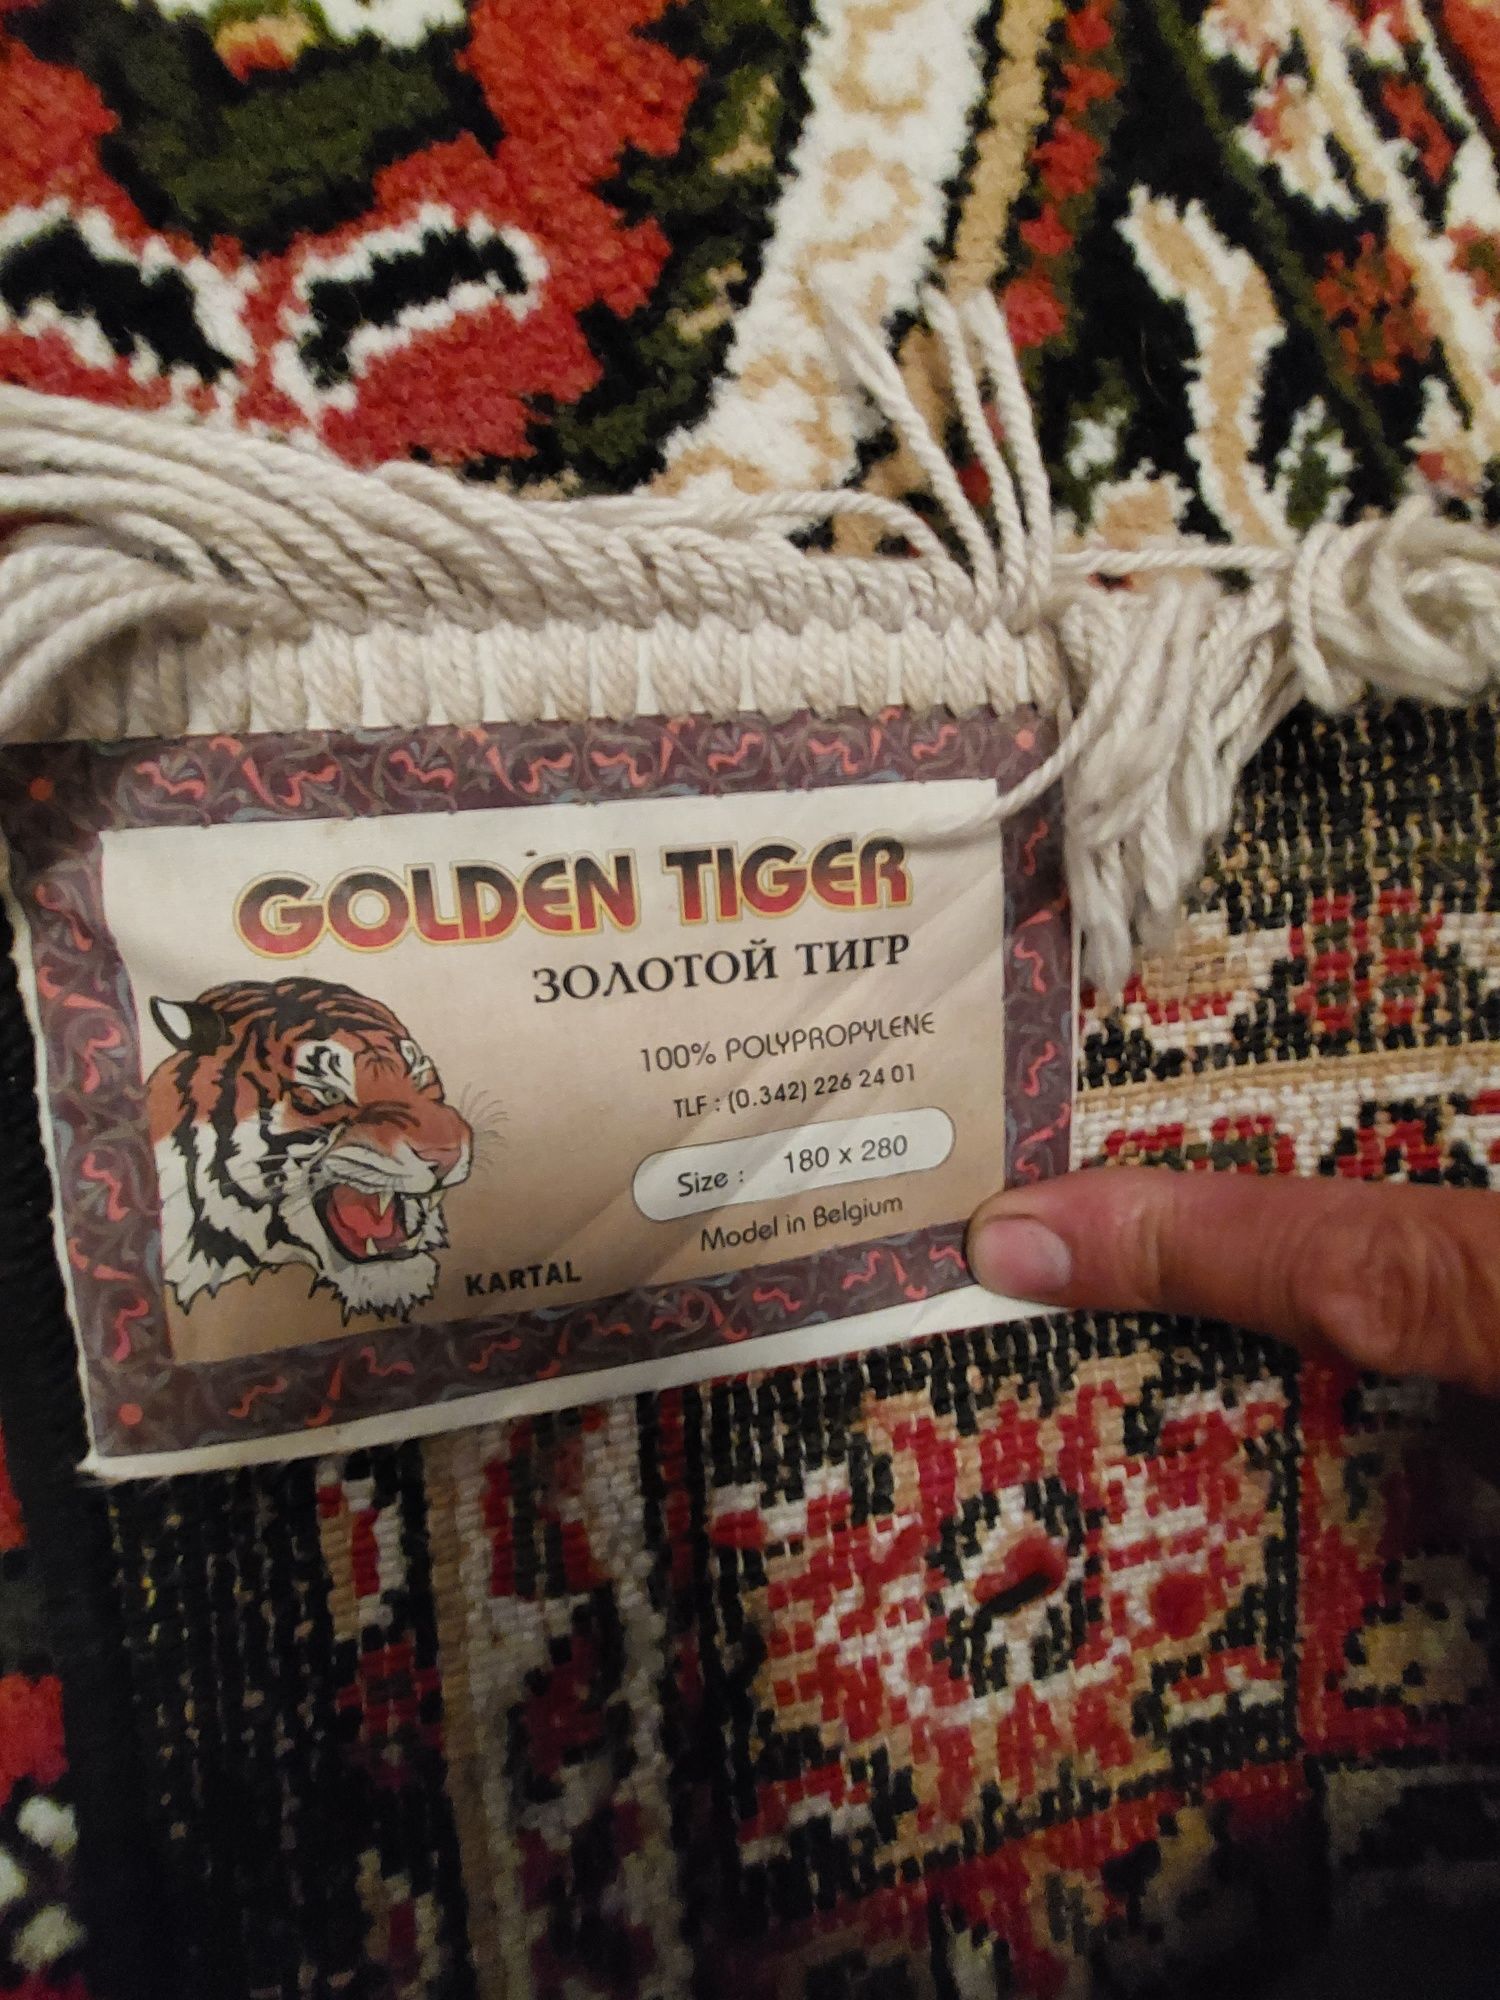 GOLDEN TIGER
ЗОЛОТОЙ ТИГР
100% POLYPROPYLENE
TLF : (0.342) 226 24 01
Size : 180 x 280
Model in Belgium
KARTAL